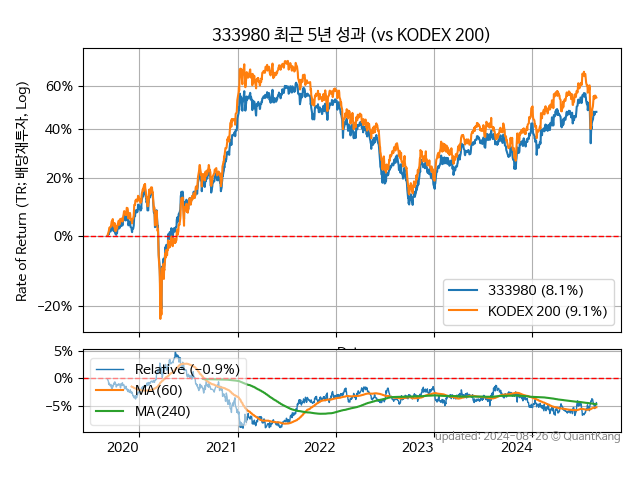 333980 최근 5년 성과 (vs KODEX 200)
Rate of Return (TR: 배당재투자, Log)
60%
40%
20%
0%
−20%
333980 (8.1%)
KODEX 200 (9.1%)
5%
0%
−5%
Relative (−0.9%)
MA(60)
MA(240)
2020
2021
2022
2023
2024
updated: 2024-08-26 © QuantKang